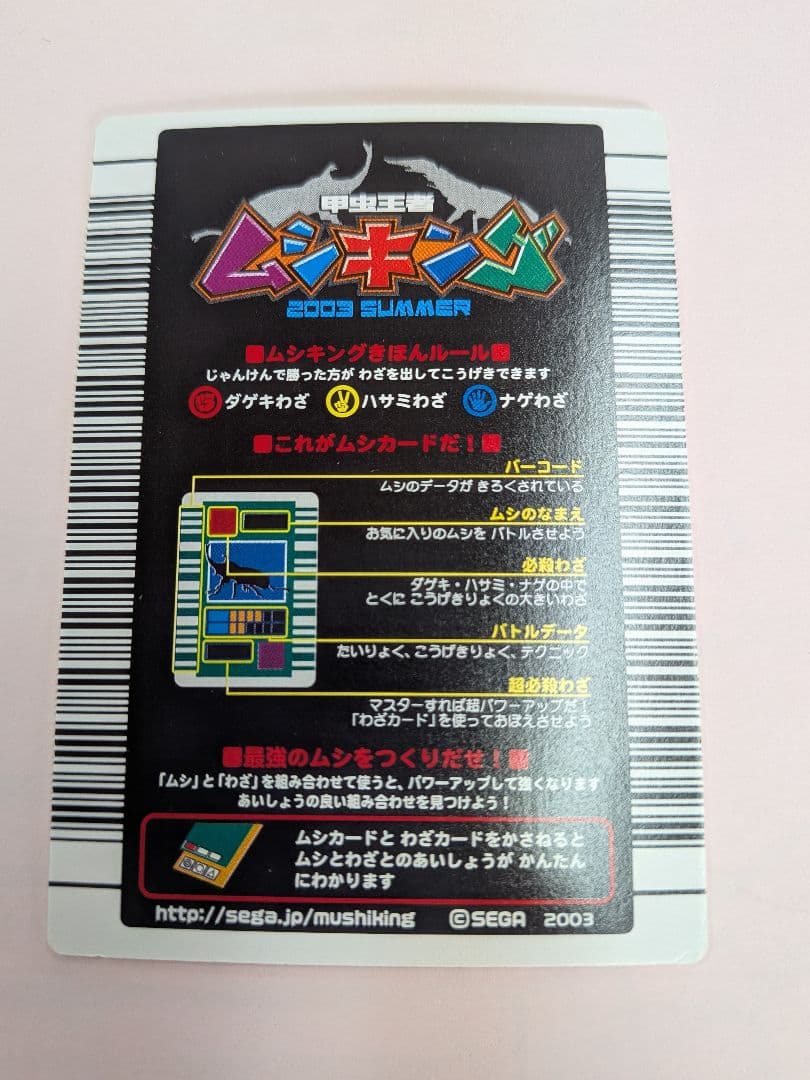 甲虫王者
ムシキング
2003 SUMMER
ムシキングきほんルール
じゃんけんで勝った方が わざを出してこうげきできます
ダゲキわざ ハサミわざ ナゲわざ
これがムシカードだ！
バーコード
ムシのデータが きろくされている
ムシのなまえ
お気に入りのムシを バトルさせよう
必殺わざ
ダゲキ・ハサミ・ナゲの中で
とくに こうげきりょくの大きいわざ
バトルデータ
たいりょく、こうげきりょく、テクニック
超必殺わざ
マスターすれば超パワーアップだ！
「わざカード」を使っておぼえさせよう
最強のムシをつくりだせ！
「ムシ」と「わざ」を組み合わせて使うと、パワーアップして強くなります
あいしょうの良い組み合わせを見つけよう！
ムシカードと わざカードをかさねると
ムシとわざとのあいしょうが かんたん
にわかります
http://sega.jp/mushiking ©SEGA 2003